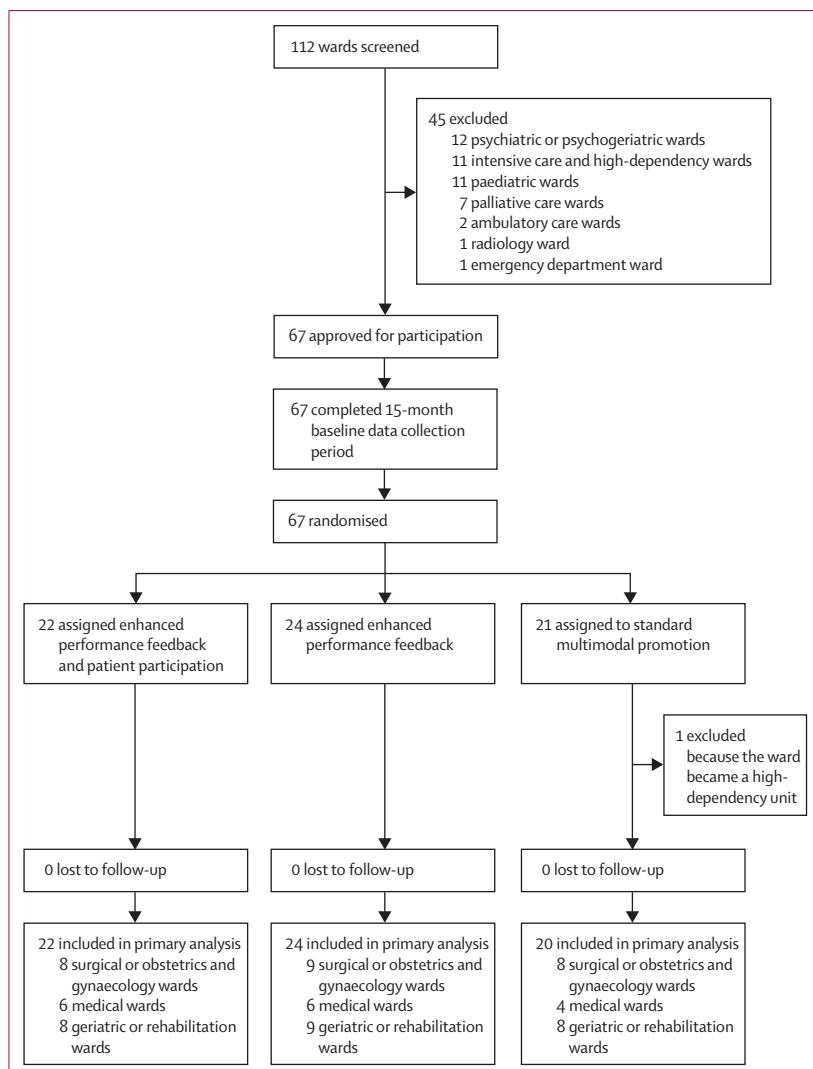 112 wards screened
45 excluded
12 psychiatric or psychogeriatric wards
11 intensive care and high-dependency wards
11 paediatric wards
7 palliative care wards
2 ambulatory care wards
1 radiology ward
1 emergency department ward
67 approved for participation
67 completed 15-month
baseline data collection
period
67 randomised
22 assigned enhanced
performance feedback
and patient participation
24 assigned enhanced
performance feedback
21 assigned to standard
multimodal promotion
1 excluded
because the ward
became a high-
dependency unit
0 lost to follow-up
0 lost to follow-up
0 lost to follow-up
22 included in primary analysis
8 surgical or obstetrics and
gynaecology wards
6 medical wards
8 geriatric or rehabilitation
wards
24 included in primary analysis
9 surgical or obstetrics and
gynaecology wards
6 medical wards
9 geriatric or rehabilitation
wards
20 included in primary analysis
8 surgical or obstetrics and
gynaecology wards
4 medical wards
8 geriatric or rehabilitation
wards